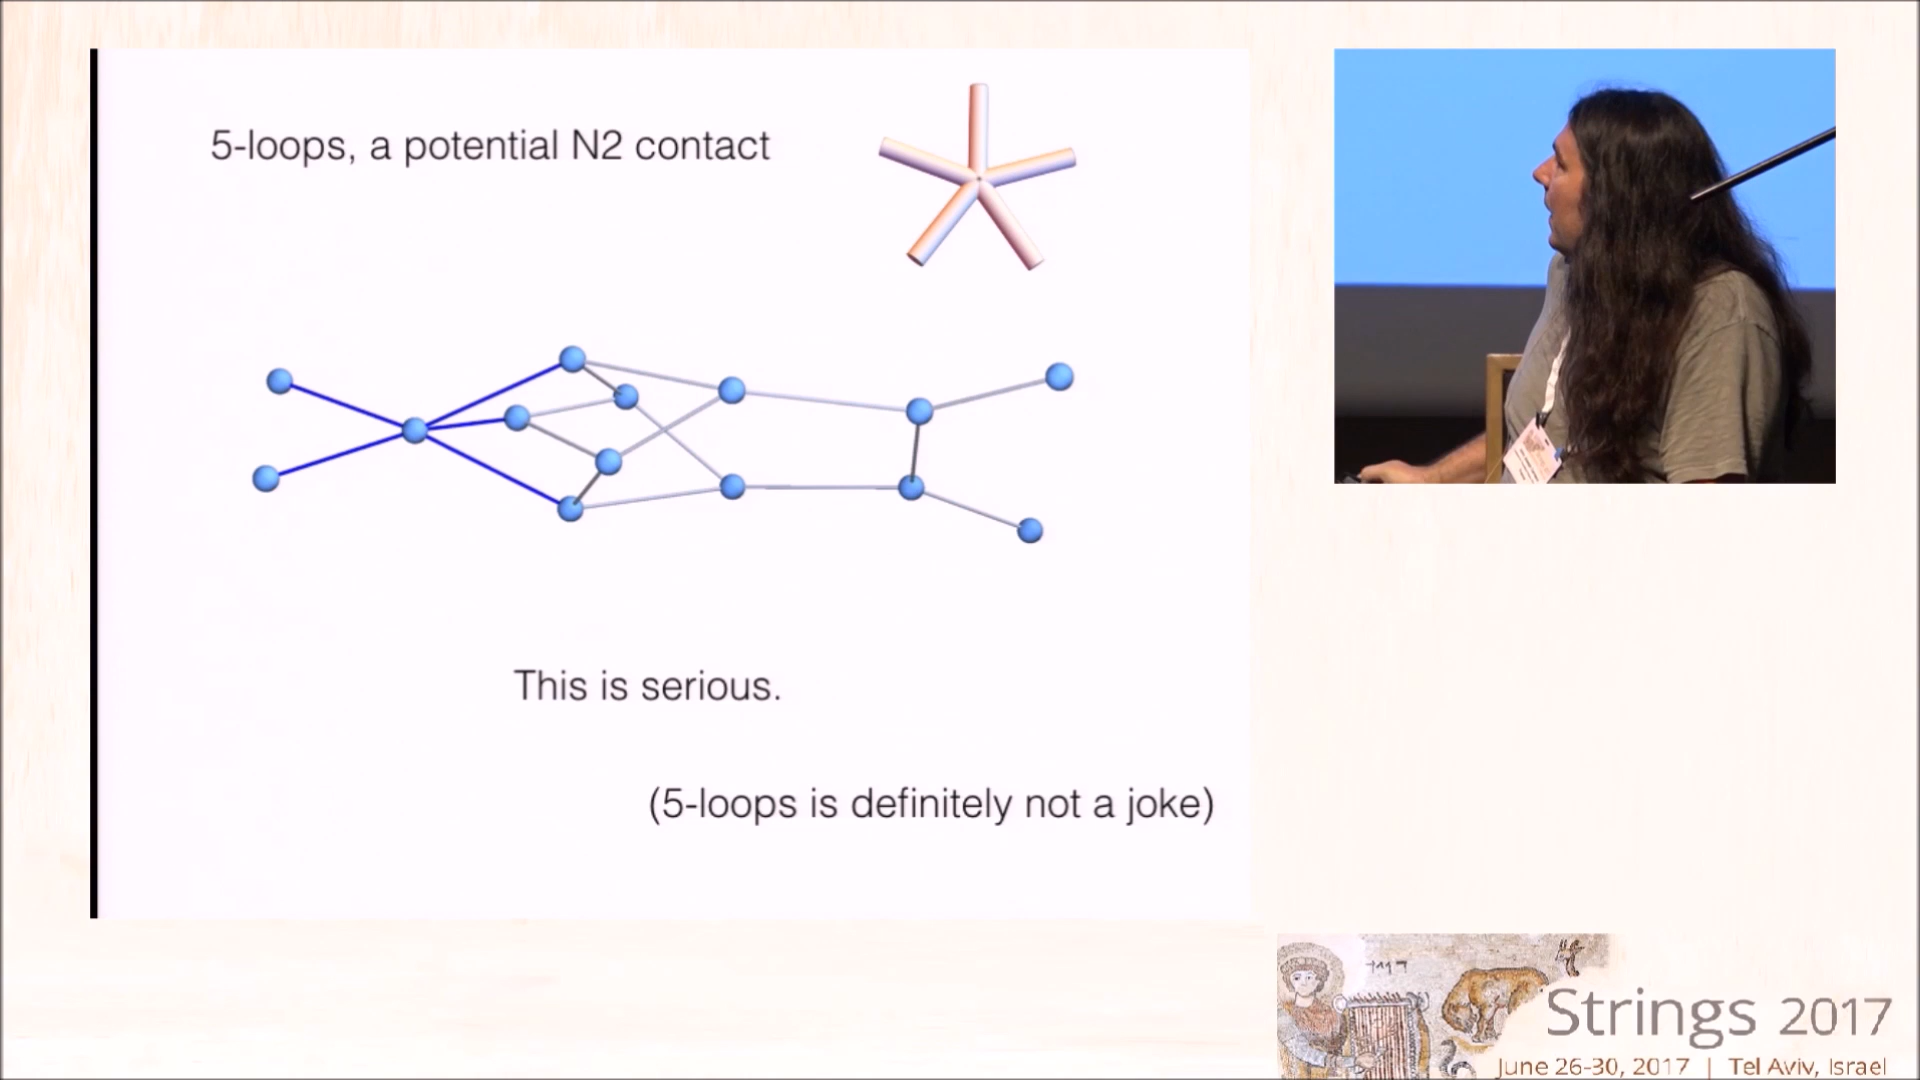 5-loops, a potential N2 contact
This is serious.
(5-loops is definitely not a joke)
Strings 2017
June 26-30, 2017 | Tel Aviv, Israel